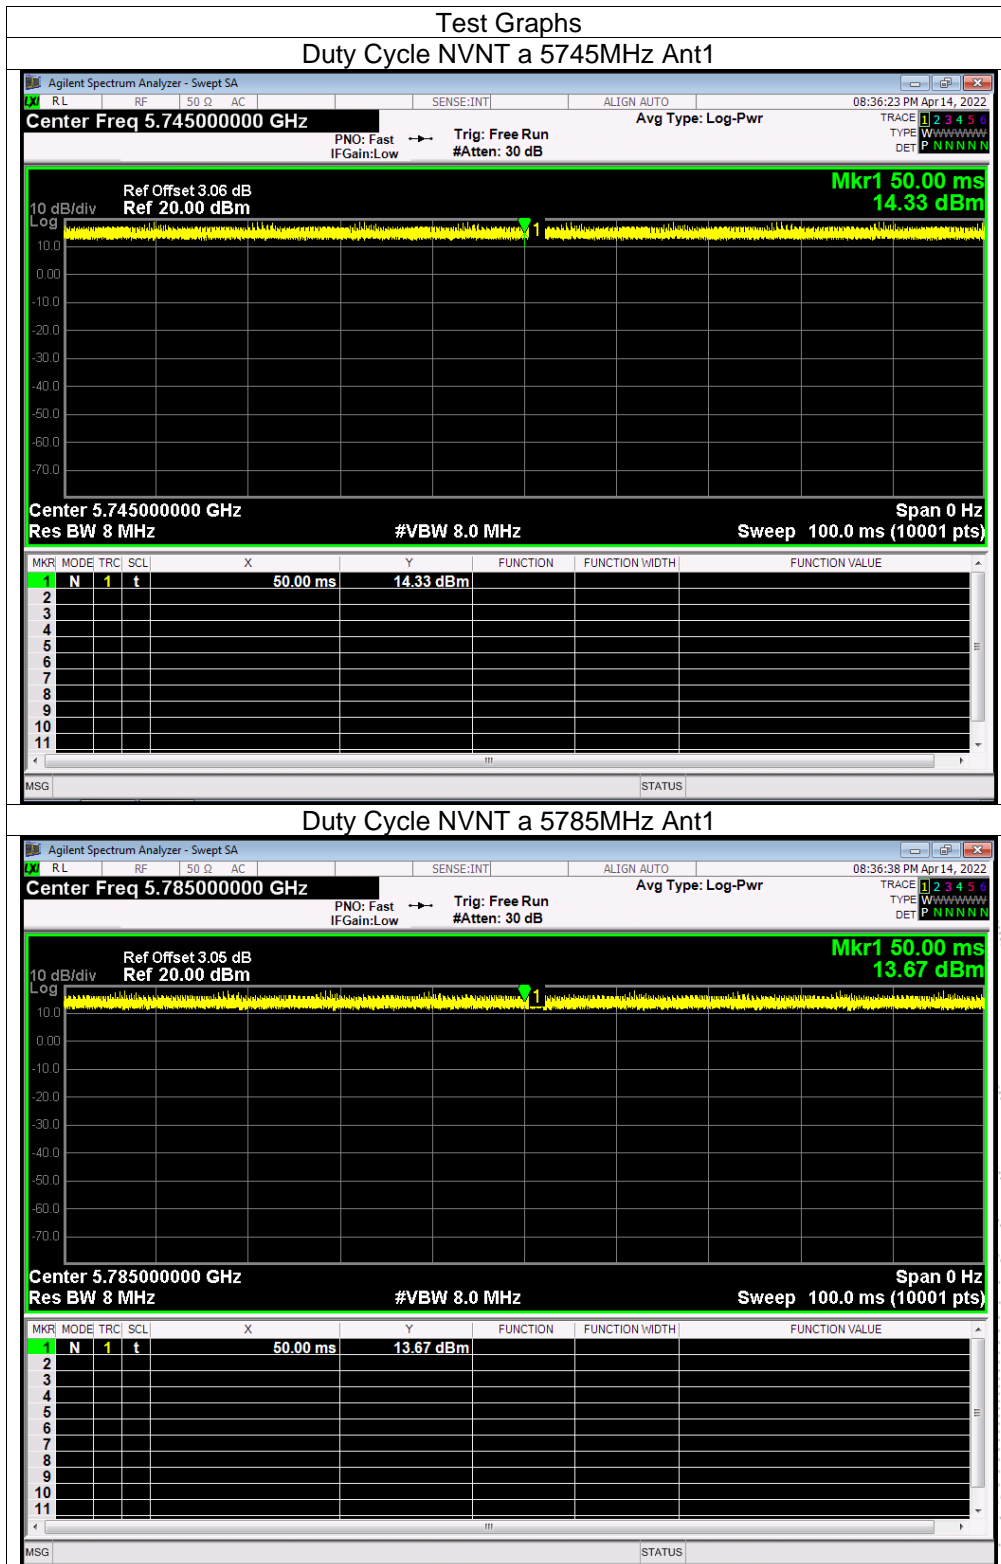 Test Graphs
Duty Cycle NVNT a 5745MHz Ant1
Agilent Spectrum Analyzer - Swept SA
LXI RL RF 50 Ω AC SENSE:INT ALIGN AUTO 08:36:23 PM Apr 14, 2022
Center Freq 5.745000000 GHz Avg Type: Log-Pwr TRACE 1 2 3 4 5 6
PNO: Fast Trig: Free Run TYPE WWWWWW
IFGain:Low #Atten: 30 dB DET P N N N N N
Mkr1 50.00 ms
Ref Offset 3.06 dB
10 dB/div Ref 20.00 dBm 14.33 dBm
Log
1
10.0
0.00
-10.0
-20.0
-30.0
-40.0
-50.0
-60.0
-70.0
Center 5.745000000 GHz Span 0 Hz
Res BW 8 MHz #VBW 8.0 MHz Sweep 100.0 ms (10001 pts)
MKR MODE TRC SCL X Y FUNCTION FUNCTION WIDTH FUNCTION VALUE
1 N 1 t 50.00 ms 14.33 dBm
2
3
4
5
6
7
8
9
10
11
MSG STATUS
Duty Cycle NVNT a 5785MHz Ant1
Agilent Spectrum Analyzer - Swept SA
LXI RL RF 50 Ω AC SENSE:INT ALIGN AUTO 08:36:38 PM Apr 14, 2022
Center Freq 5.785000000 GHz Avg Type: Log-Pwr TRACE 1 2 3 4 5 6
PNO: Fast Trig: Free Run TYPE WWWWWW
IFGain:Low #Atten: 30 dB DET P N N N N N
Mkr1 50.00 ms
Ref Offset 3.05 dB
10 dB/div Ref 20.00 dBm 13.67 dBm
Log
1
10.0
0.00
-10.0
-20.0
-30.0
-40.0
-50.0
-60.0
-70.0
Center 5.785000000 GHz Span 0 Hz
Res BW 8 MHz #VBW 8.0 MHz Sweep 100.0 ms (10001 pts)
MKR MODE TRC SCL X Y FUNCTION FUNCTION WIDTH FUNCTION VALUE
1 N 1 t 50.00 ms 13.67 dBm
2
3
4
5
6
7
8
9
10
11
MSG STATUS